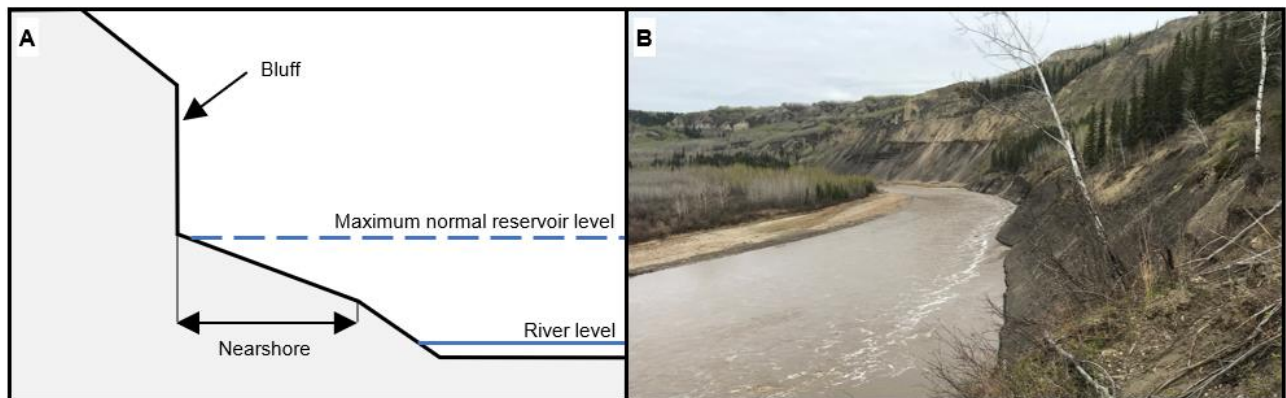 A
Bluff
Maximum normal reservoir level
River level
Nearshore
B